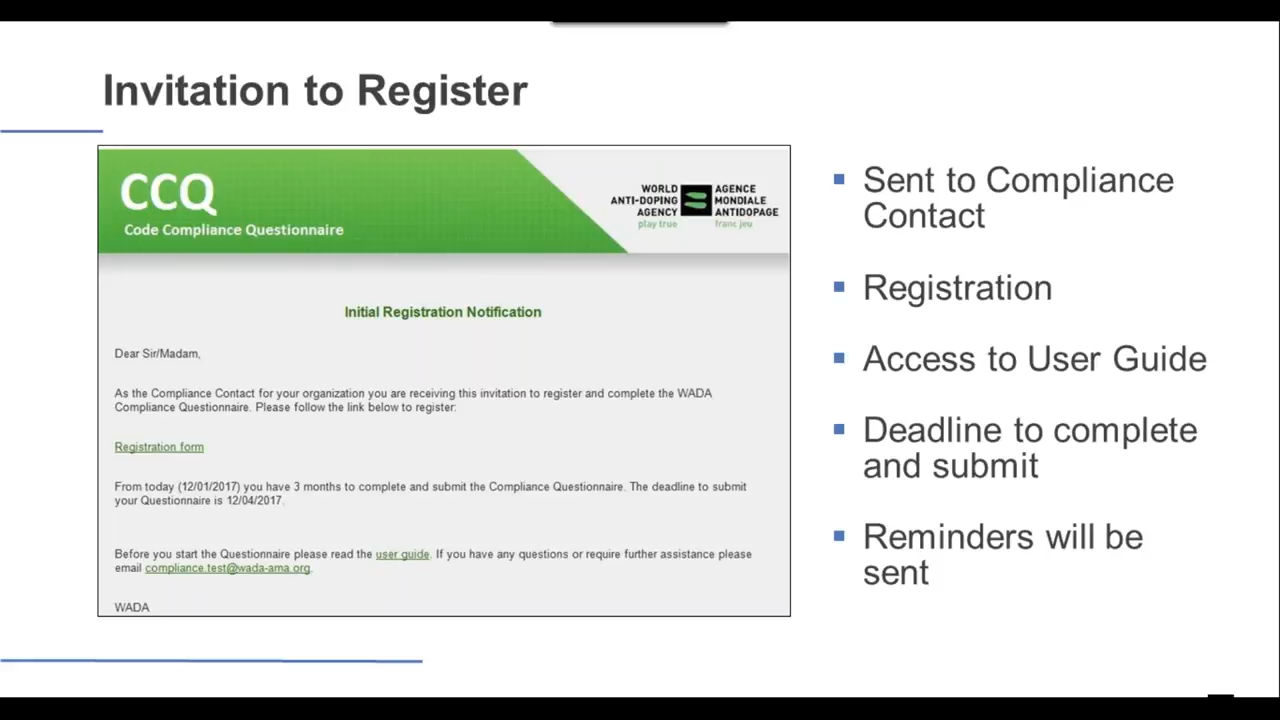 Invitation to Register
CCQ
Code Compliance Questionnaire
WORLD
ANTI-DOPING
AGENCY
play true
AGENCE
MONDIALE
ANTIDOPAGE
franc jeu
Initial Registration Notification
Dear Sir/Madam,
As the Compliance Contact for your organization you are receiving this invitation to register and complete the WADA
Compliance Questionnaire. Please follow the link below to register:
Registration form
From today (12/01/2017) you have 3 months to complete and submit the Compliance Questionnaire. The deadline to submit
your Questionnaire is 12/04/2017.
Before you start the Questionnaire please read the user guide. If you have any questions or require further assistance please
email compliance.test@wada-ama.org.
WADA
Sent to Compliance
Contact
Registration
Access to User Guide
Deadline to complete
and submit
Reminders will be
sent